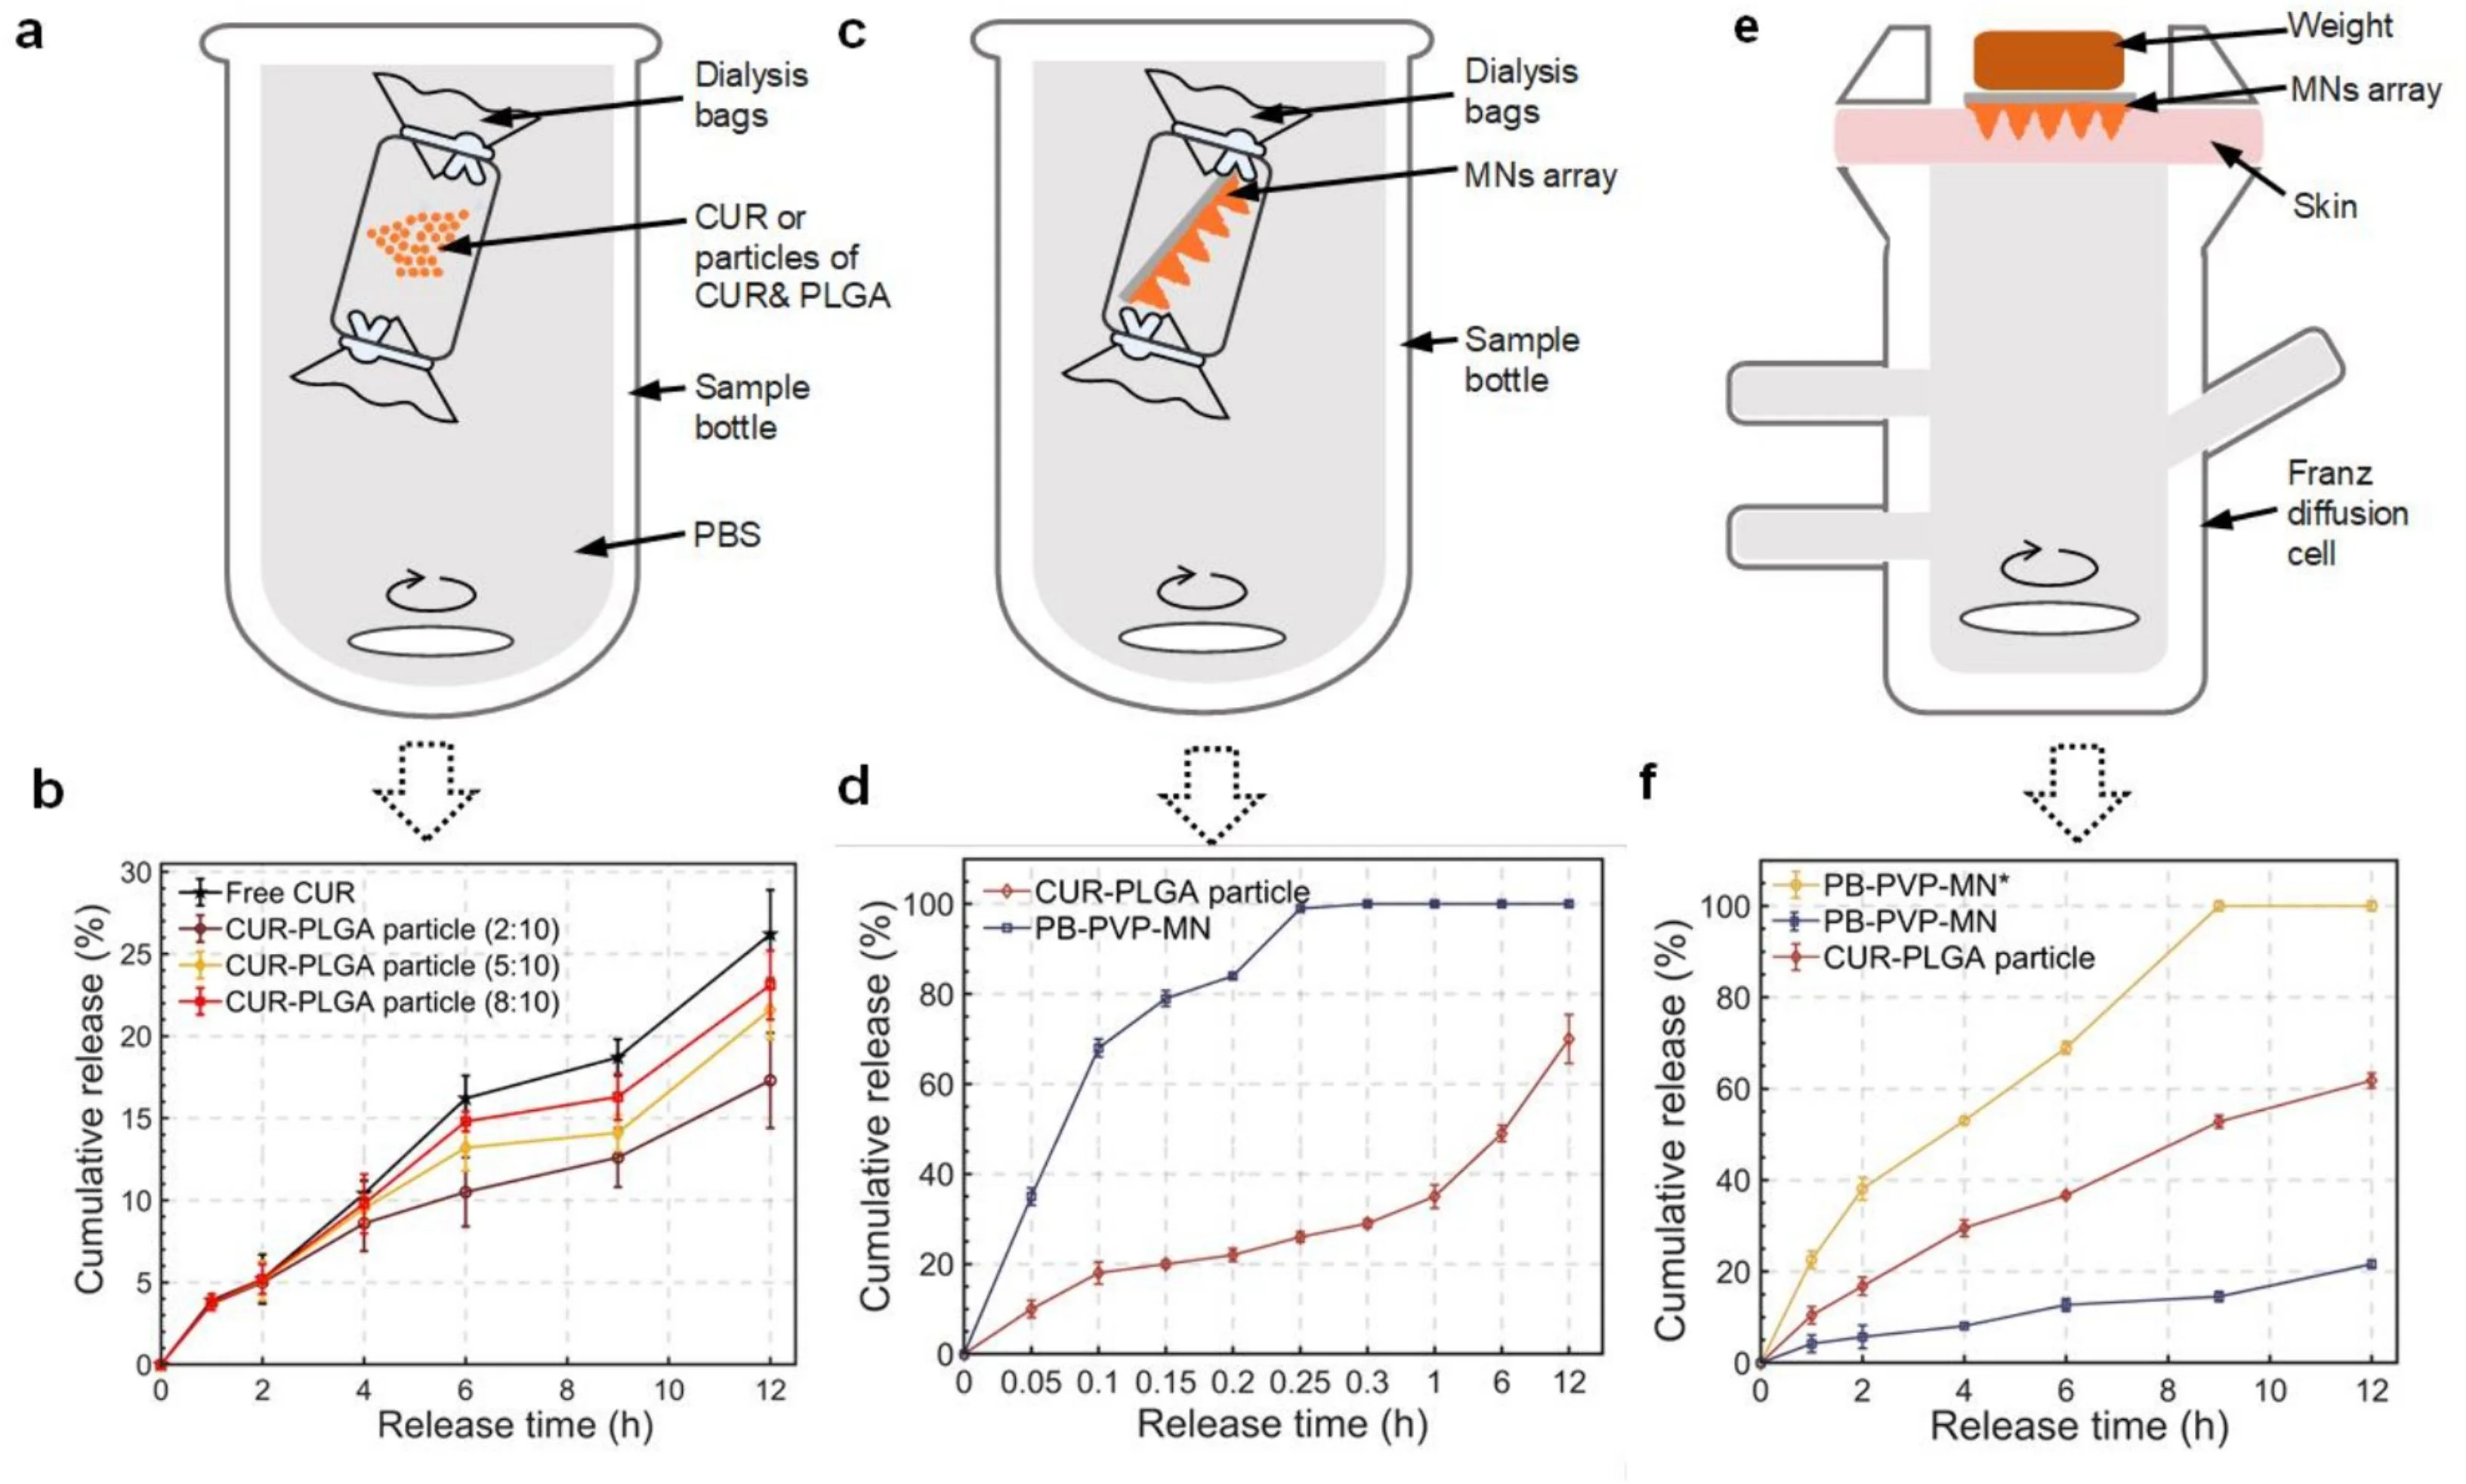 a
Dialysis
bags
CUR or
particles of
CUR& PLGA
Sample
bottle
PBS
c
Dialysis
bags
MNs array
Sample
bottle
e
Weight
MNs array
Skin
Franz
diffusion
cell
b
Cumulative release (%)
30
25
20
15
10
5
0
Free CUR
CUR-PLGA particle (2:10)
CUR-PLGA particle (5:10)
CUR-PLGA particle (8:10)
0 2 4 6 8 10 12
Release time (h)
d
Cumulative release (%)
100
80
60
40
20
0
CUR-PLGA particle
PB-PVP-MN
0 0.05 0.1 0.15 0.2 0.25 0.3 1 6 12
Release time (h)
f
Cumulative release (%)
100
80
60
40
20
0
PB-PVP-MN*
PB-PVP-MN
CUR-PLGA particle
0 2 4 6 8 10 12
Release time (h)